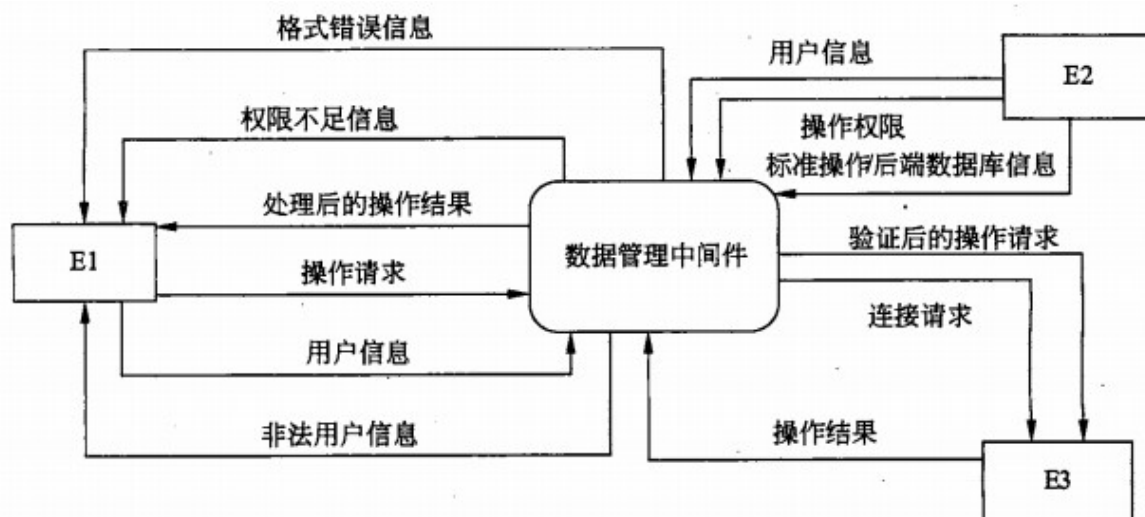 格式错误信息
用户信息
E2
权限不足信息
操作权限
标准操作/后端数据库信息
处理后的操作结果
E1
数据管理中间件
验证后的操作请求
操作请求
连接请求
用户信息
非法用户信息
操作结果
E3